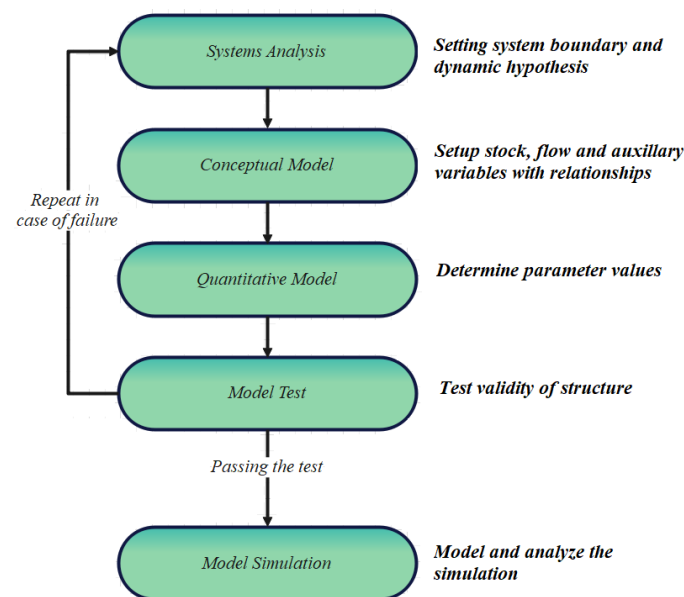 Systems Analysis
Setting system boundary and
dynamic hypothesis
Conceptual Model
Setup stock, flow and auxillary
variables with relationships
Repeat in
case of failure
Quantitative Model
Determine parameter values
Model Test
Test validity of structure
Passing the test
Model Simulation
Model and analyze the
simulation